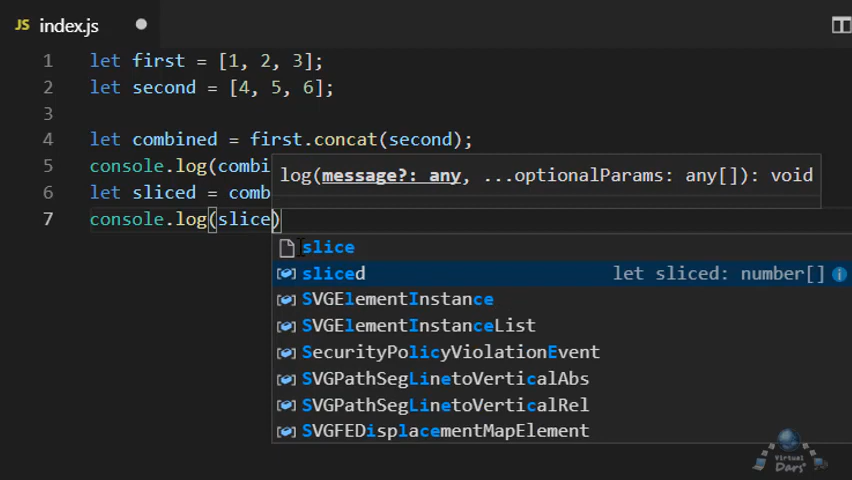 JS index.js
1 let first = [1, 2, 3];
2 let second = [4, 5, 6];
3
4 let combined = first.concat(second);
5 console.log(combi
log(message?: any, ...optionalParams: any[]): void
6 let sliced = comb
7 console.log(slice)
slice
sliced let sliced: number[]
SVGElementInstance
SVGElementInstanceList
SecurityPolicyViolationEvent
SVGPathSegLinetoVerticalAbs
SVGPathSegLinetoVerticalRel
SVGFEDisplacementMapElement
Virtual
Dars